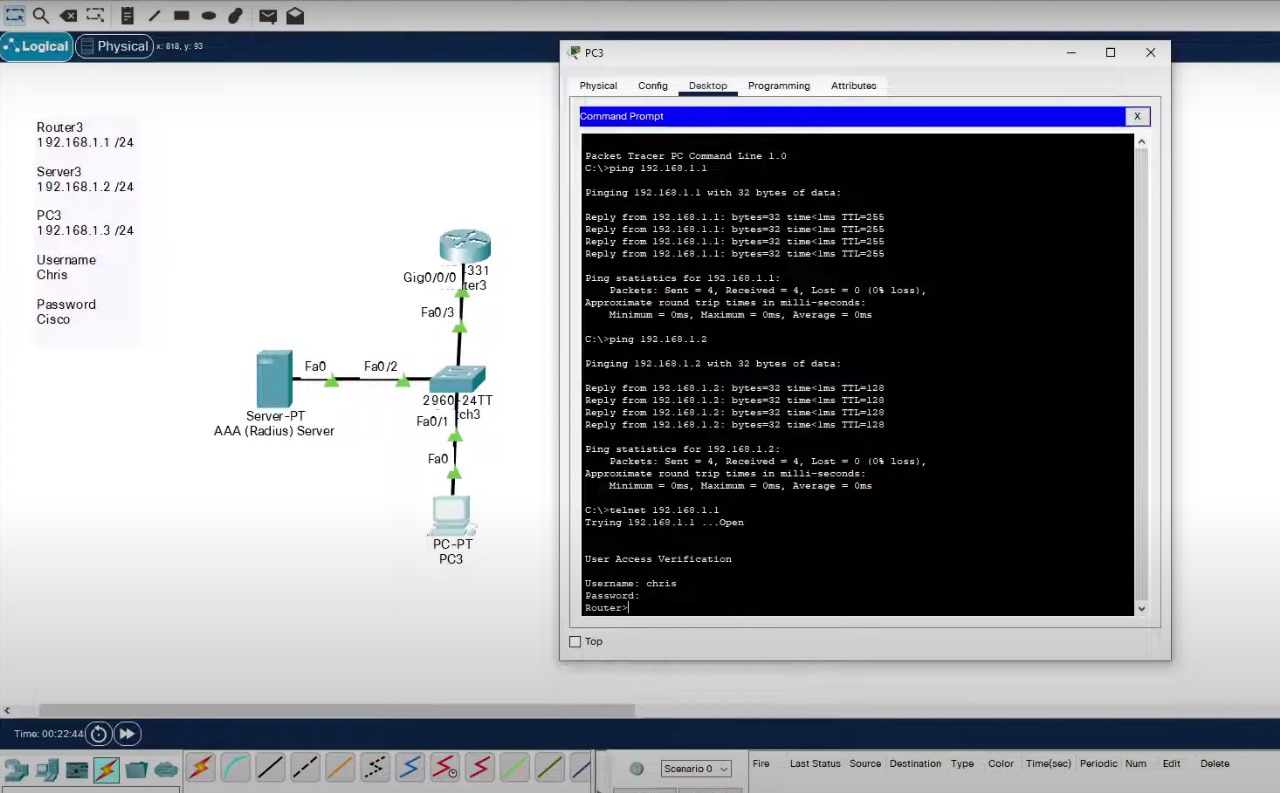 Logical
Physical
x: 818, y: 93
Router3
192.168.1.1 /24
Server3
192.168.1.2 /24
PC3
192.168.1.3 /24
Username
Chris
Password
Cisco
Gig0/0/0
331
ter3
Fa0/3
Fa0
Fa0/2
2960-24TT
tch3
Fa0/1
Server-PT
AAA (Radius) Server
Fa0
PC-PT
PC3
PC3
Physical
Config
Desktop
Programming
Attributes
Command Prompt
X
Packet Tracer PC Command Line 1.0
C:\>ping 192.168.1.1
Pinging 192.168.1.1 with 32 bytes of data:
Reply from 192.168.1.1: bytes=32 time<1ms TTL=255
Reply from 192.168.1.1: bytes=32 time<1ms TTL=255
Reply from 192.168.1.1: bytes=32 time<1ms TTL=255
Reply from 192.168.1.1: bytes=32 time<1ms TTL=255
Ping statistics for 192.168.1.1:
Packets: Sent = 4, Received = 4, Lost = 0 (0% loss),
Approximate round trip times in milli-seconds:
Minimum = 0ms, Maximum = 0ms, Average = 0ms
C:\>ping 192.168.1.2
Pinging 192.168.1.2 with 32 bytes of data:
Reply from 192.168.1.2: bytes=32 time<1ms TTL=128
Reply from 192.168.1.2: bytes=32 time<1ms TTL=128
Reply from 192.168.1.2: bytes=32 time<1ms TTL=128
Reply from 192.168.1.2: bytes=32 time<1ms TTL=128
Ping statistics for 192.168.1.2:
Packets: Sent = 4, Received = 4, Lost = 0 (0% loss),
Approximate round trip times in milli-seconds:
Minimum = 0ms, Maximum = 0ms, Average = 0ms
C:\>telnet 192.168.1.1
Trying 192.168.1.1 ...Open
User Access Verification
Username: chris
Password:
Router>
Top
Time: 00:22:44
Scenario 0
Fire Last Status Source Destination Type Color Time(sec) Periodic Num Edit Delete